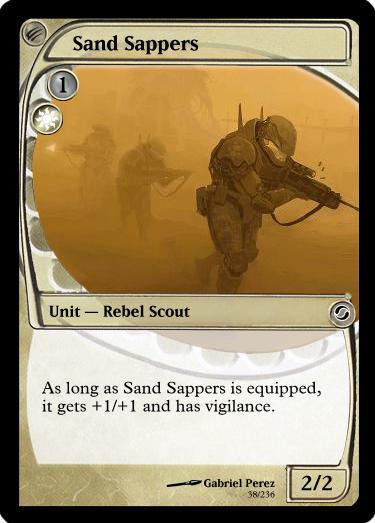 Sand Sappers
1
Unit — Rebel Scout
As long as Sand Sappers is equipped,
it gets +1/+1 and has vigilance.
Gabriel Perez
38/236
2/2